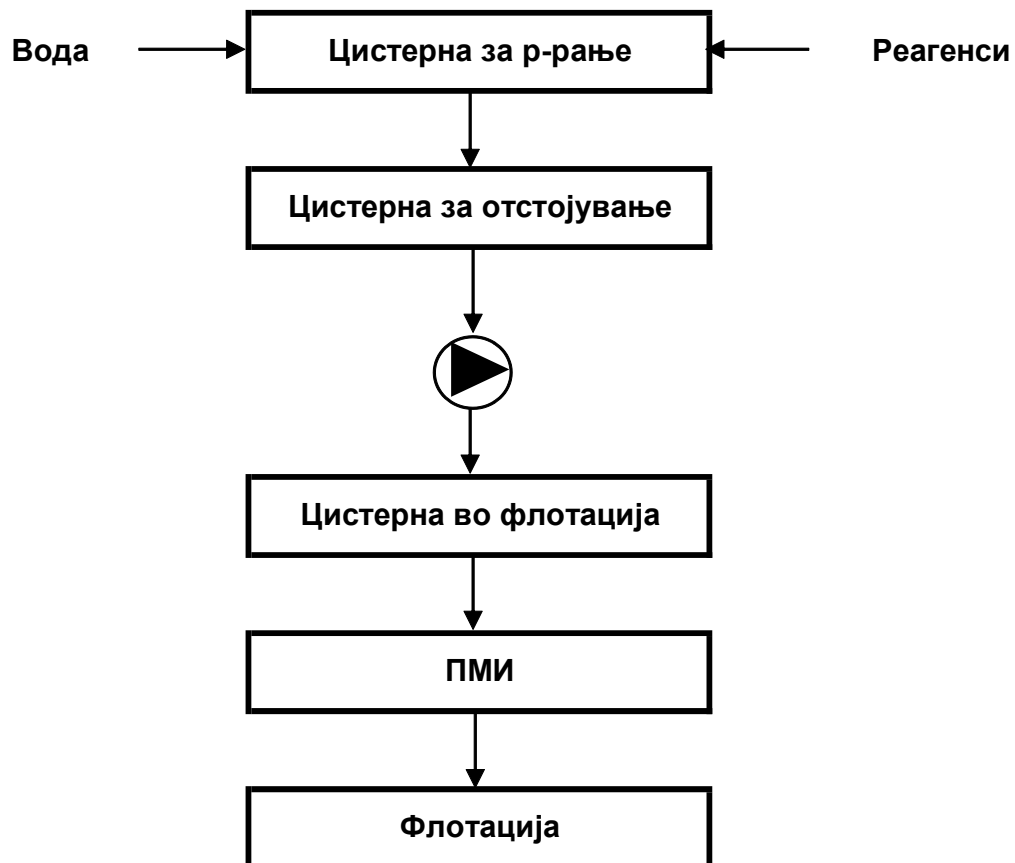 Вода
Цистерна за р-рање
Реагенси
Цистерна за отстојување
Цистерна во флотација
ПМИ
Флотација